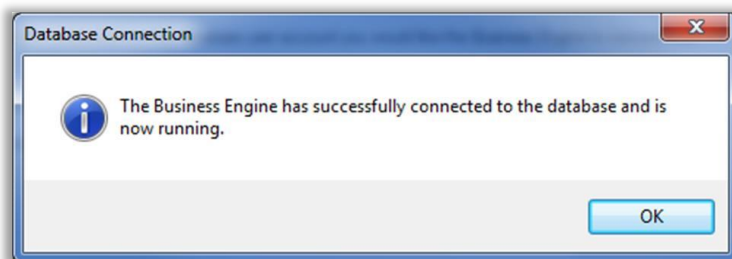 Database Connection
The Business Engine has successfully connected to the database and is
now running.
OK